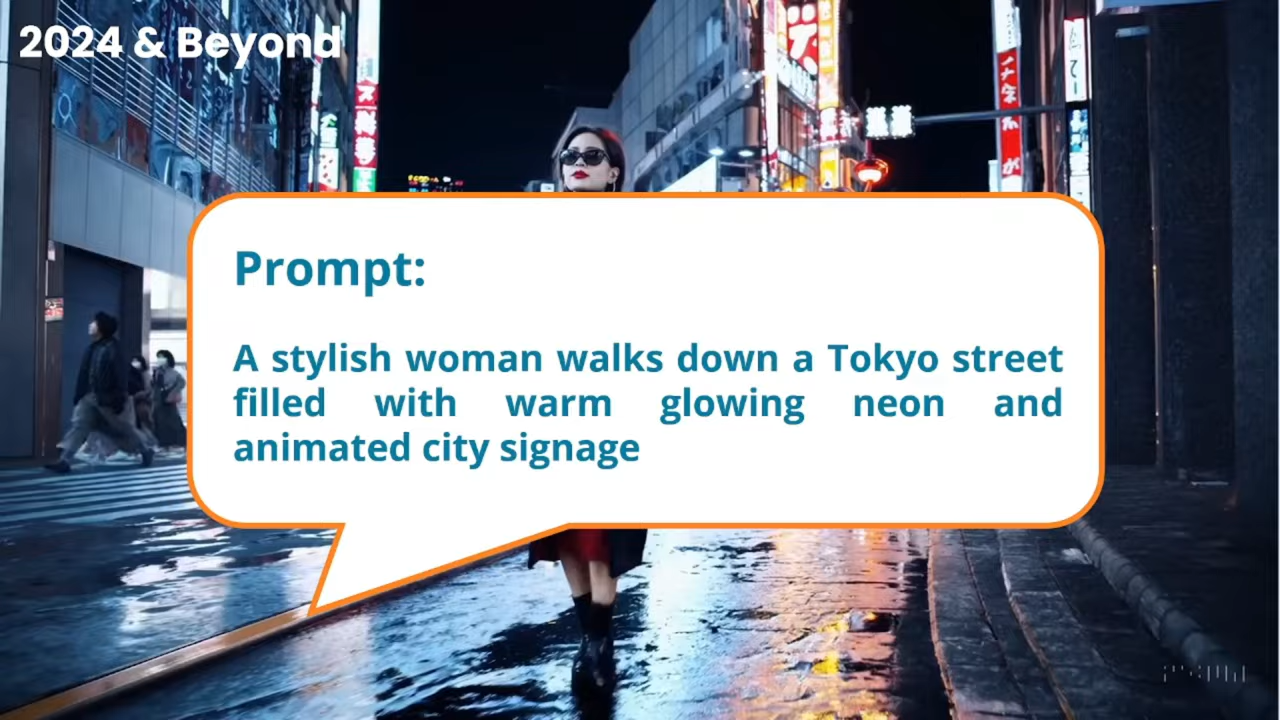 2024 & Beyond
Prompt:
A stylish woman walks down a Tokyo street
filled with warm glowing neon and
animated city signage